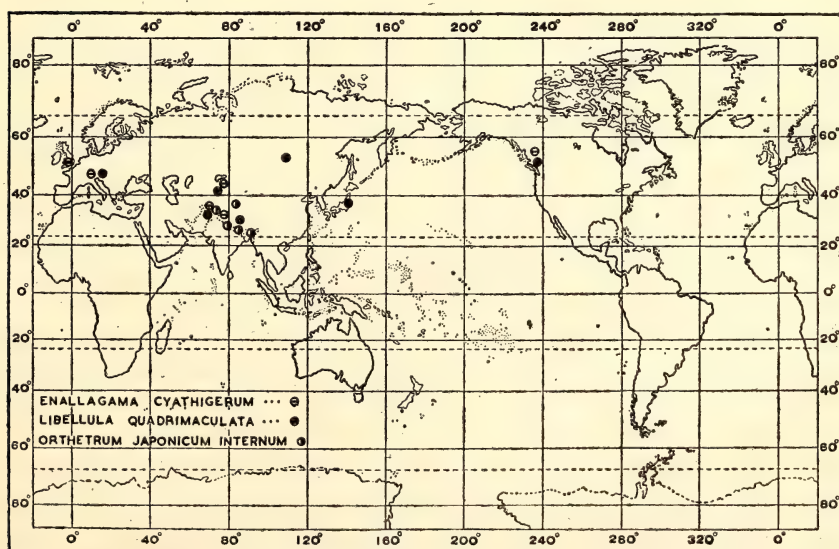 0° 40° 80° 120° 160° 200° 240° 280° 320° 0°
80° 80°
60° 60°
40° 40°
20° 20°
0° 0°
20° 20°
40° 40°
60° 60°
80° 80°
ENALLAGAMA CYATHIGERUM ... ⊖
LIBELLULA QUADRIMACULATA ... ●
ORTHETRUM JAPONICUM INTERNUM ◑
0° 40° 80° 120° 160° 200° 240° 280° 320° 0°